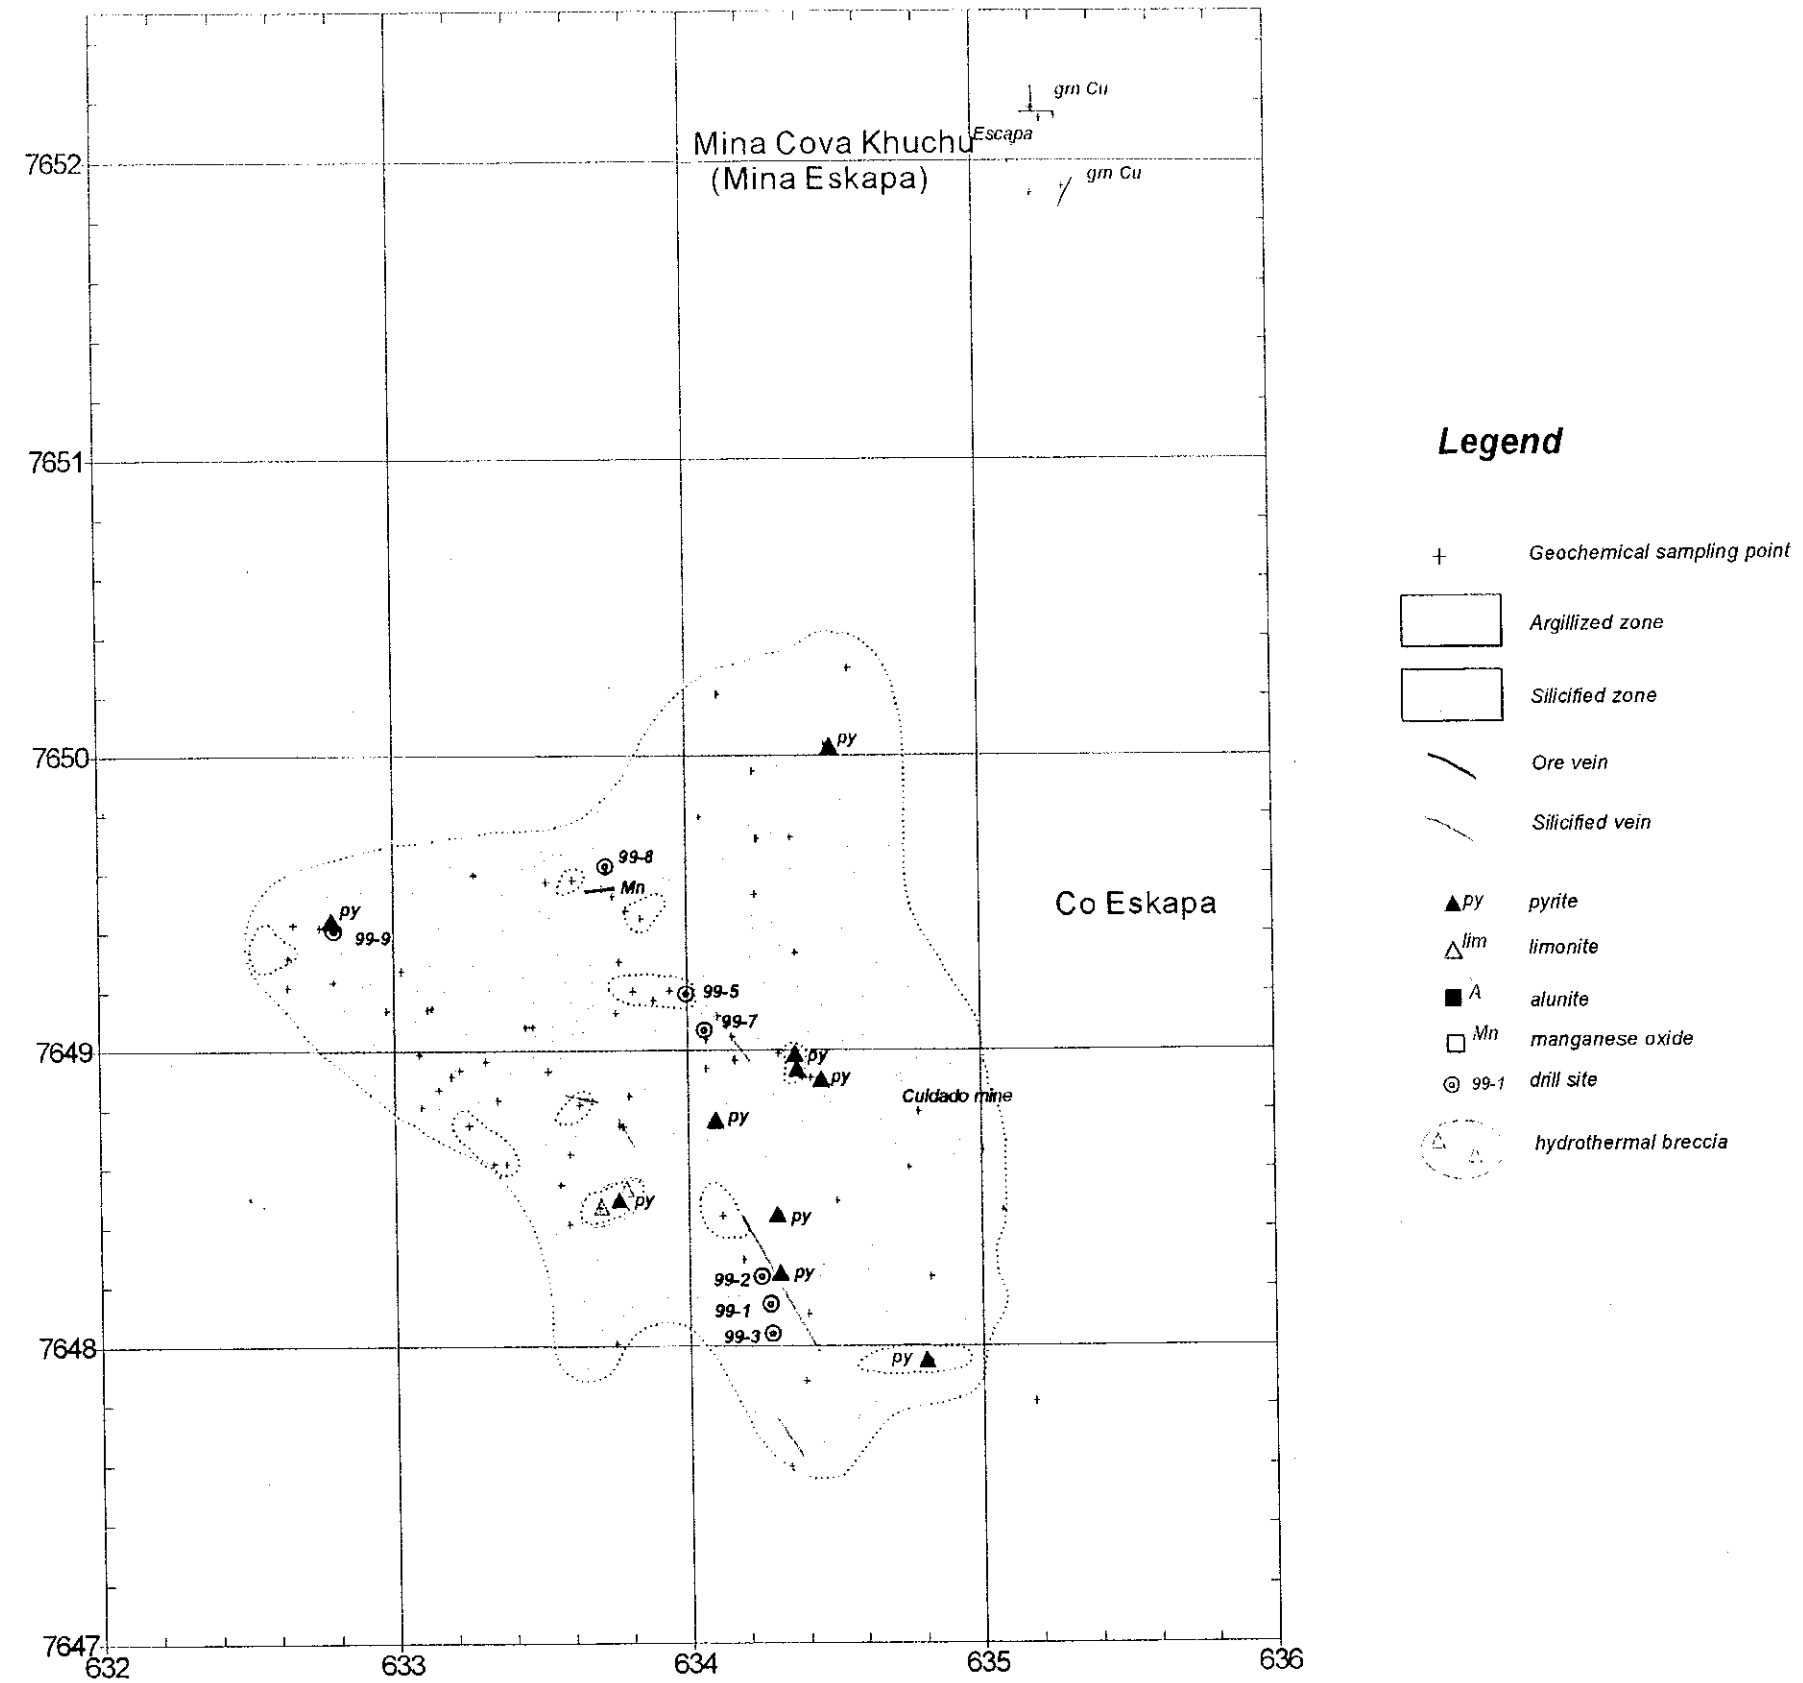 grn Cu
Escapa
Mina Cova Khuchu
(Mina Eskapa)
grn Cu
7652
7651
7650
7649
7648
7647
632
633
634
635
636
py
99-8
Mn
Co Eskapa
py
99-9
99-5
99-7
py
py
Culdado mine
py
py
py
99-2
py
99-1
99-3
py
Legend
Geochemical sampling point
Argillized zone
Silicified zone
Ore vein
Silicified vein
py pyrite
lim limonite
A alunite
Mn manganese oxide
99-1 drill site
hydrothermal breccia